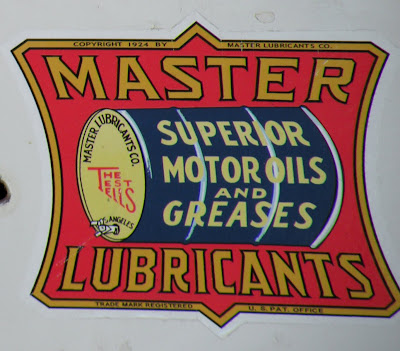 COPYRIGHT 1924 BY MASTER LUBRICANTS CO.
MASTER
MASTER LUBRICANTS CO.
THE
TEST
TELLS
LOS ANGELES
SUPERIOR
MOTOR OILS
AND
GREASES
LUBRICANTS
TRADE MARK REGISTERED U. S. PAT. OFFICE